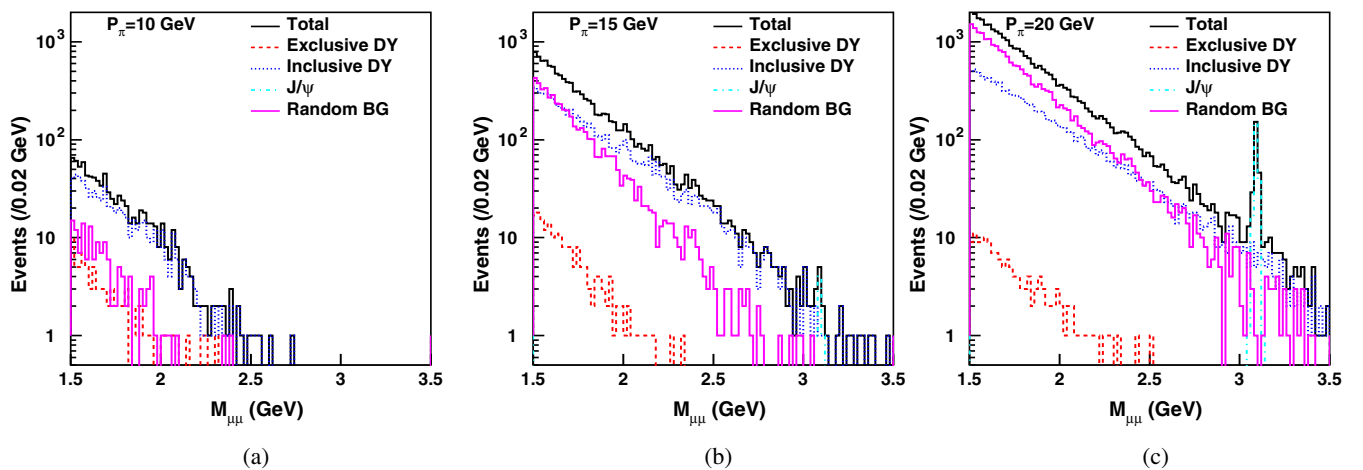 P_π=10 GeV
Total
Exclusive DY
Inclusive DY
J/ψ
Random BG
10³
10²
10
1
Events (/0.02 GeV)
1.5 2 2.5 3 3.5
M_μμ (GeV)
(a)
P_π=15 GeV
Total
Exclusive DY
Inclusive DY
J/ψ
Random BG
10³
10²
10
1
Events (/0.02 GeV)
1.5 2 2.5 3 3.5
M_μμ (GeV)
(b)
P_π=20 GeV
Total
Exclusive DY
Inclusive DY
J/ψ
Random BG
10³
10²
10
1
Events (/0.02 GeV)
1.5 2 2.5 3 3.5
M_μμ (GeV)
(c)